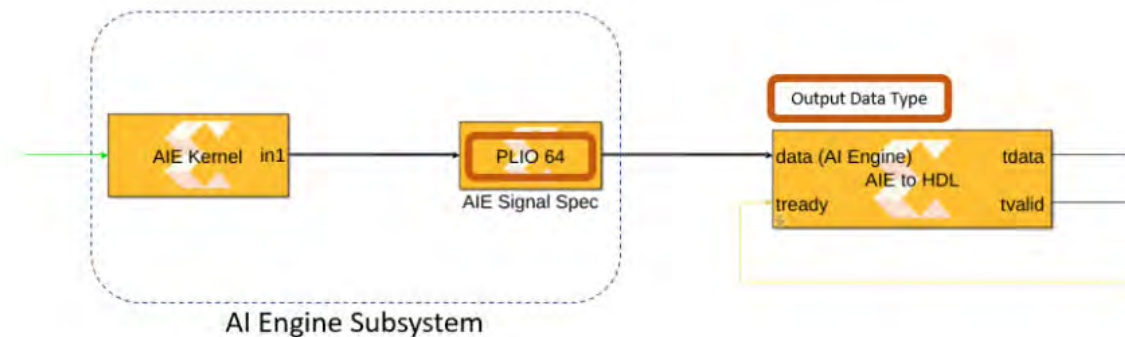 Output Data Type
AIE Kernel in1
PLIO 64
AIE Signal Spec
data (AI Engine) tdata
AIE to HDL
tready tvalid
AI Engine Subsystem